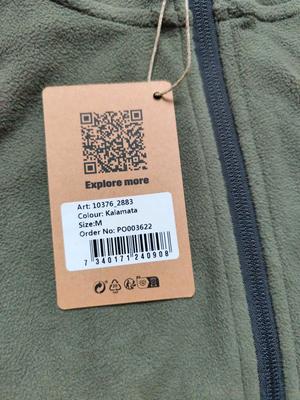 Explore more
Art: 10376_2883
Colour: Kalamata
Size:M
Order No: PO003622
7 340171 240908